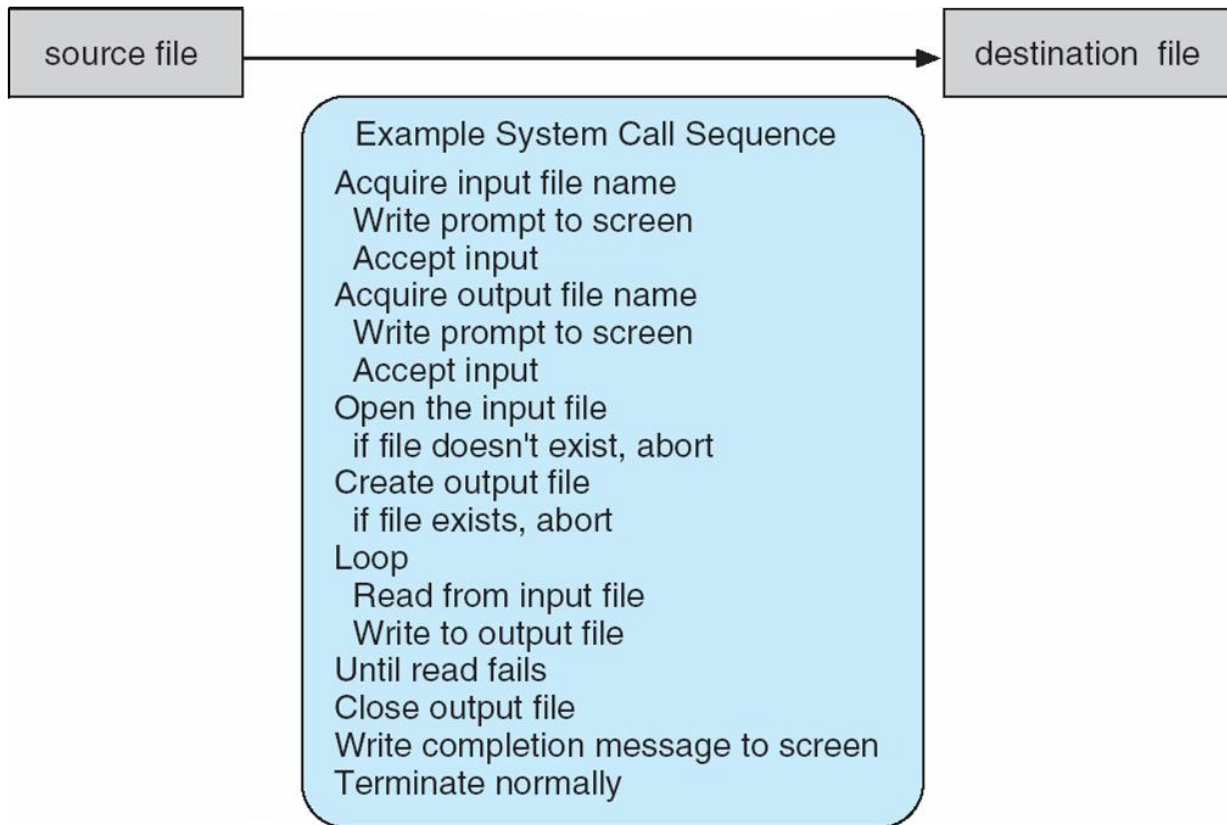 source file
destination file
Example System Call Sequence
Acquire input file name
Write prompt to screen
Accept input
Acquire output file name
Write prompt to screen
Accept input
Open the input file
if file doesn't exist, abort
Create output file
if file exists, abort
Loop
Read from input file
Write to output file
Until read fails
Close output file
Write completion message to screen
Terminate normally